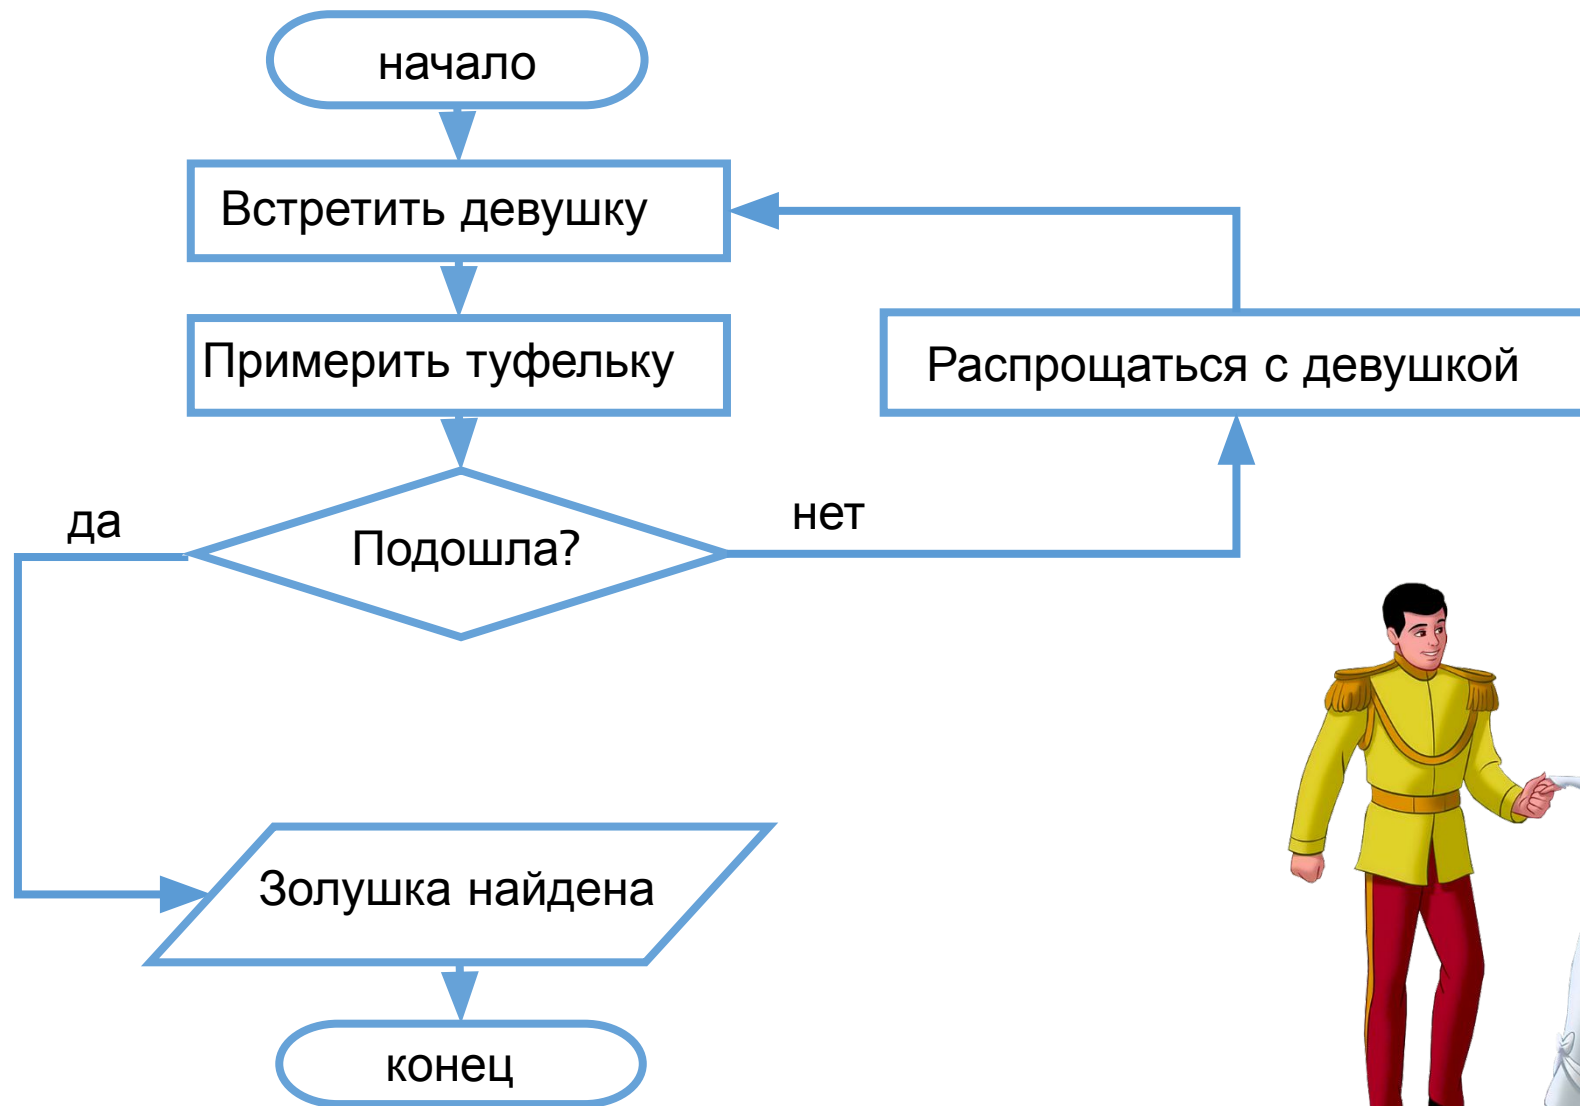 начало
Встретить девушку
Примерить туфельку
Распрощаться с девушкой
Подошла?
да
нет
Золушка найдена
конец